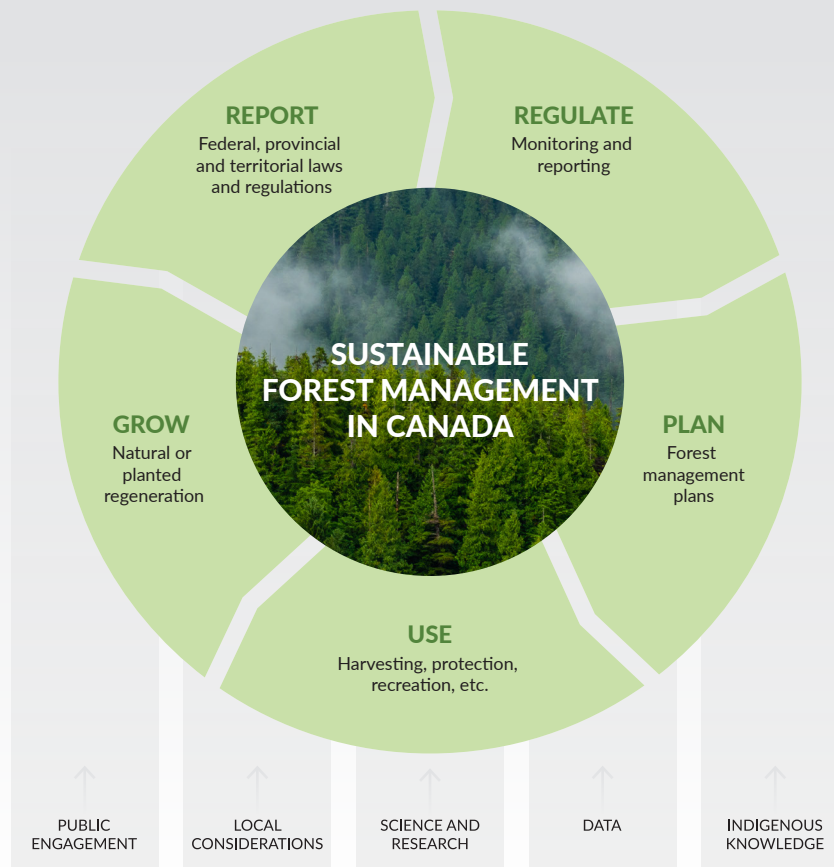 REPORT
Federal, provincial
and territorial laws
and regulations
REGULATE
Monitoring and
reporting
SUSTAINABLE
FOREST MANAGEMENT
IN CANADA
GROW
Natural or
planted
regeneration
PLAN
Forest
management
plans
USE
Harvesting, protection,
recreation, etc.
PUBLIC
ENGAGEMENT
LOCAL
CONSIDERATIONS
SCIENCE AND
RESEARCH
DATA
INDIGENOUS
KNOWLEDGE